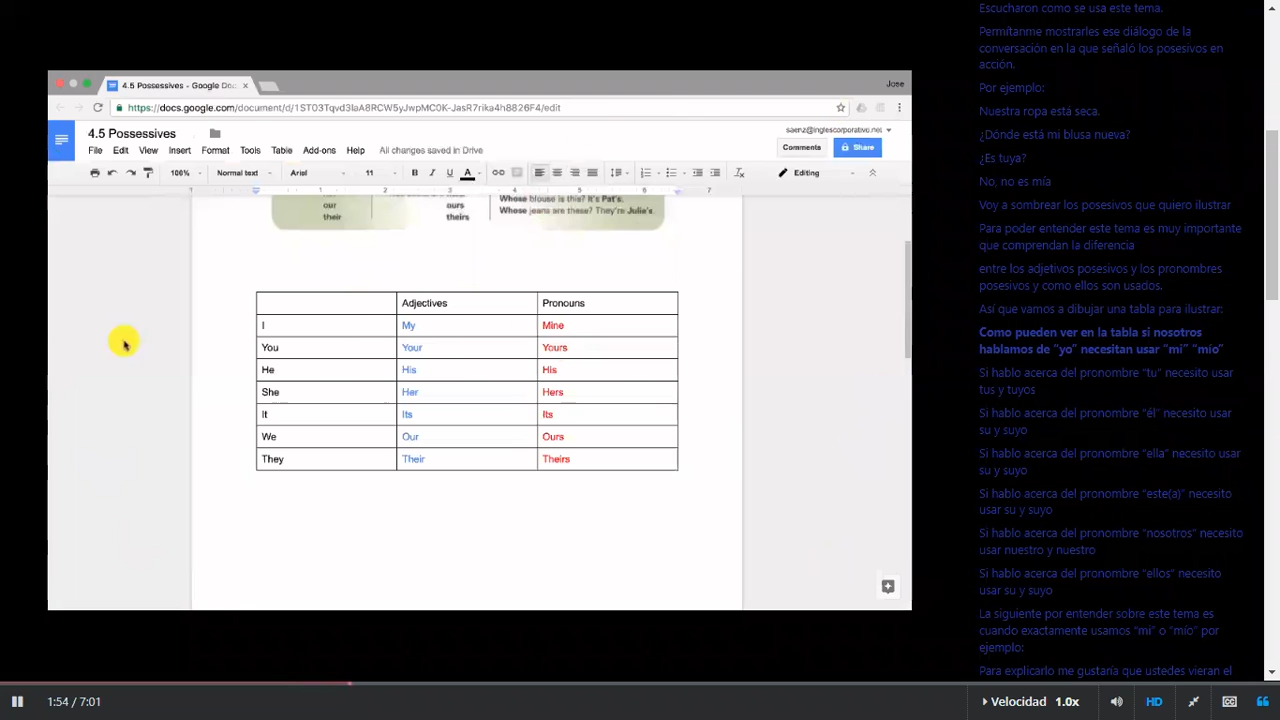 Escucharon como se usa este tema.
Permítanme mostrarles ese diálogo de la
conversación en la que señaló los posesivos en
acción.
Por ejemplo:
Nuestra ropa está seca.
¿Dónde está mi blusa nueva?
¿Es tuya?
No, no es mía
Voy a sombrear los posesivos que quiero ilustrar
Para poder entender este tema es muy importante
que comprendan la diferencia
entre los adjetivos posesivos y los pronombres
posesivos y como ellos son usados.
Así que vamos a dibujar una tabla para ilustrar:
Como pueden ver en la tabla si nosotros
hablamos de “yo” necesitan usar “mi” “mío”
Si hablo acerca del pronombre “tu” necesito usar
tus y tuyos
Si hablo acerca del pronombre “él” necesito usar
su y suyo
Si hablo acerca del pronombre “ella” necesito usar
su y suyo
Si hablo acerca del pronombre “este(a)” necesito
usar su y suyo
Si hablo acerca del pronombre “nosotros” necesito
usar nuestro y nuestro
Si hablo acerca del pronombre “ellos” necesito
usar su y suyo
La siguiente por entender sobre este tema es
cuando exactamente usamos “mi” o “mío” por
ejemplo:
Para explicarlo me gustaría que ustedes vieran el
4.5 Possessives - Google Doc
Jose
https://docs.google.com/document/d/1ST03Tqvd3laA8RCW5yJwpMC0K-JasR7rika4h8826F4/edit
4.5 Possessives
saenz@inglescorporativo.net
File Edit View Insert Format Tools Table Add-ons Help All changes saved in Drive
Comments Share
100% Normal text Arial 11 B I U A Editing
1 1 2 3 4 5 6 7
our ours Whose blouse is this? It's Pat's.
their theirs Whose jeans are these? They're Julie's.
Adjectives Pronouns
I My Mine
You Your Yours
He His His
She Her Hers
It Its Its
We Our Ours
They Their Theirs
1:54 / 7:01 Velocidad 1.0x HD